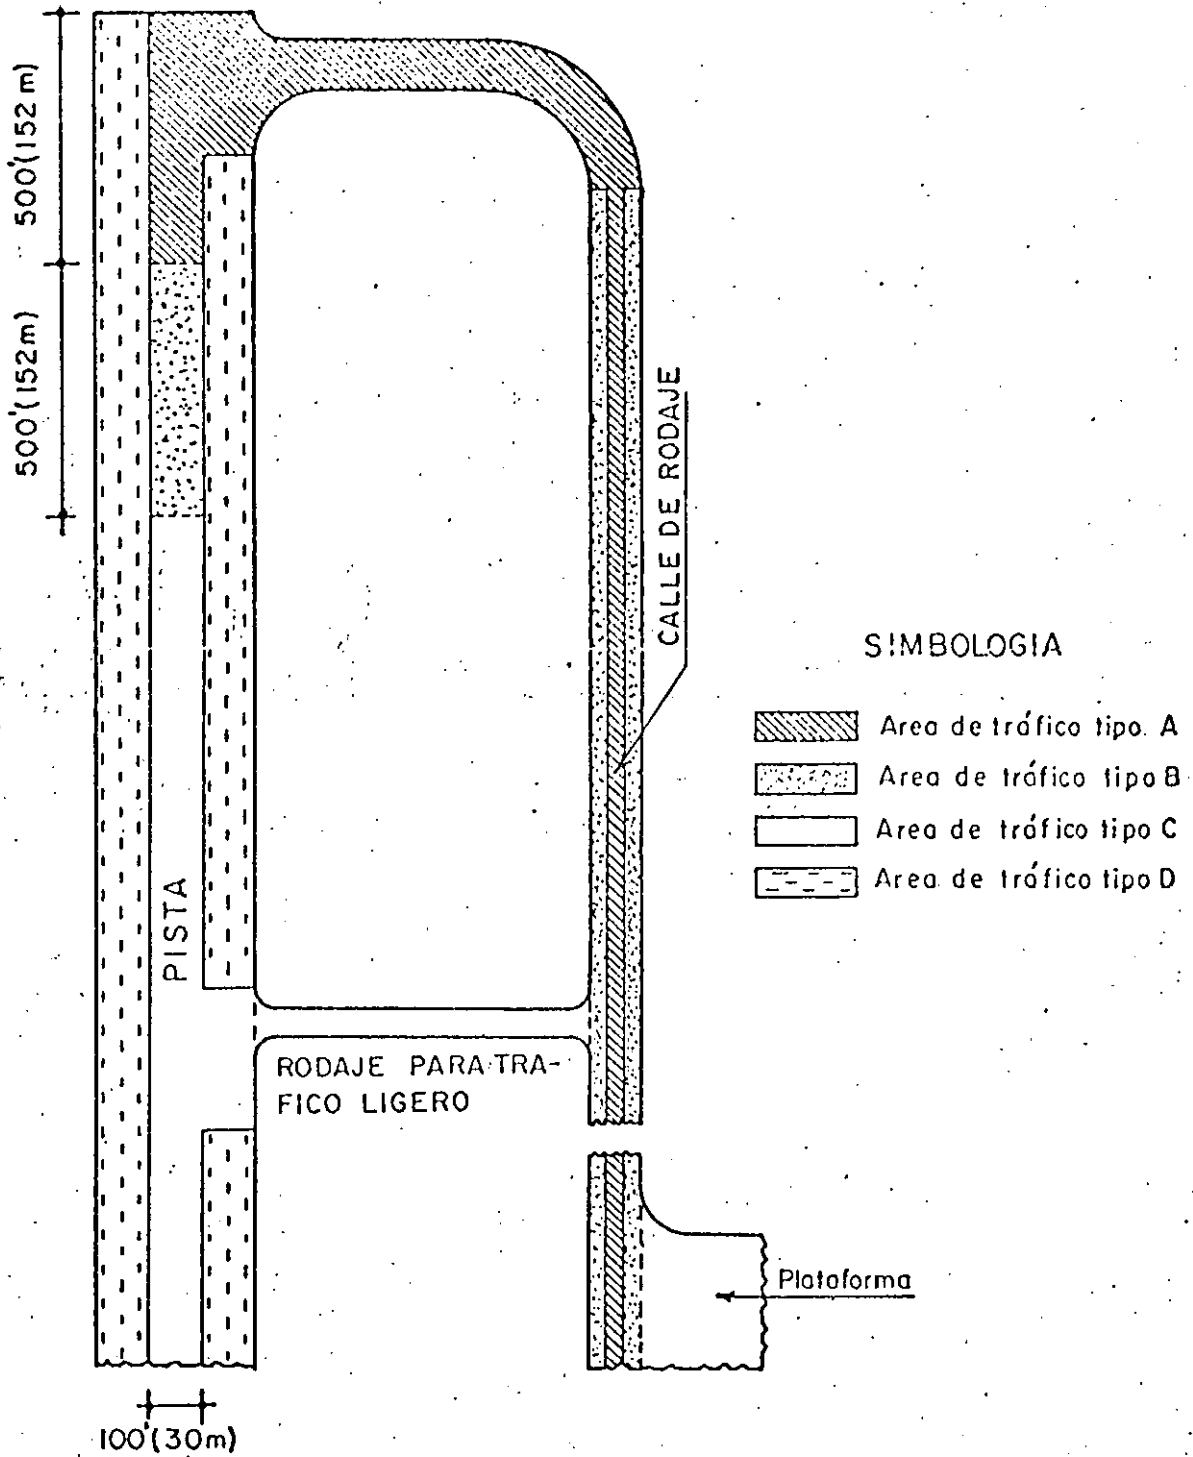 500'(152 m)
500'(152m)
PISTA
CALLE DE RODAJE
RODAJE PARA TRA-
FICO LIGERO
SIMBOLOGIA
Area de tráfico tipo. A
Area de tráfico tipo B
Area de tráfico tipo C
Area de tráfico tipo D
Plataforma
100'(30m)